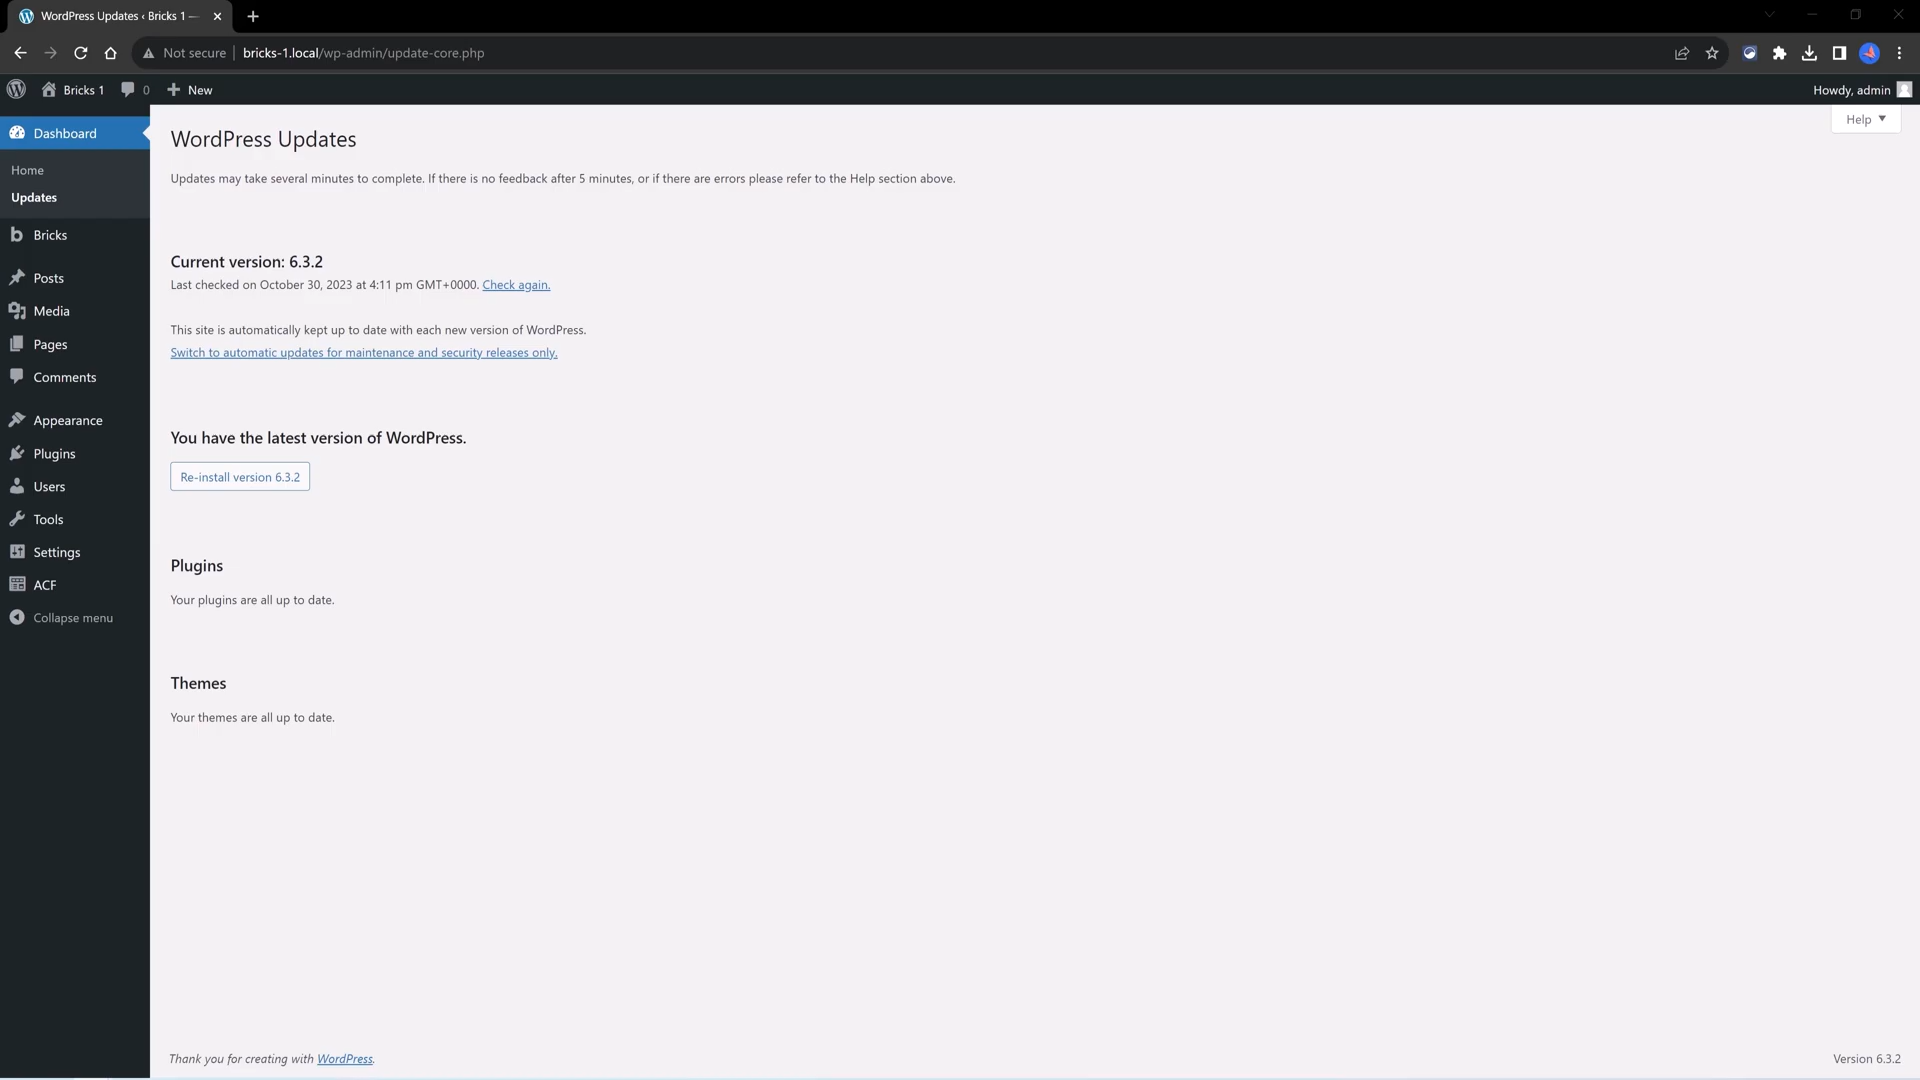 WordPress Updates ‹ Bricks 1 —
Not secure
bricks-1.local/wp-admin/update-core.php
Bricks 1
0
New
Howdy, admin
Help
Dashboard
Home
Updates
Bricks
Posts
Media
Pages
Comments
Appearance
Plugins
Users
Tools
Settings
ACF
Collapse menu
WordPress Updates
Updates may take several minutes to complete. If there is no feedback after 5 minutes, or if there are errors please refer to the Help section above.
Current version: 6.3.2
Last checked on October 30, 2023 at 4:11 pm GMT+0000. Check again.
This site is automatically kept up to date with each new version of WordPress.
Switch to automatic updates for maintenance and security releases only.
You have the latest version of WordPress.
Re-install version 6.3.2
Plugins
Your plugins are all up to date.
Themes
Your themes are all up to date.
Thank you for creating with WordPress.
Version 6.3.2